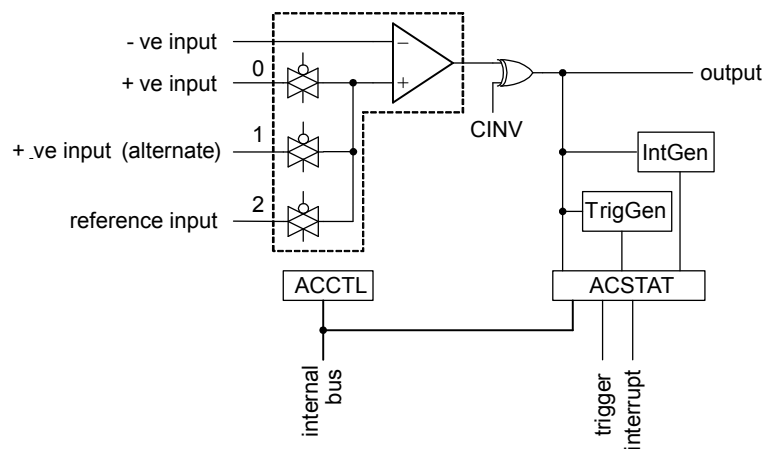 - ve input
+ ve input
0
+ -ve input (alternate)
1
reference input
2
−
+
CINV
output
IntGen
TrigGen
ACCTL
ACSTAT
internal
bus
trigger
interrupt